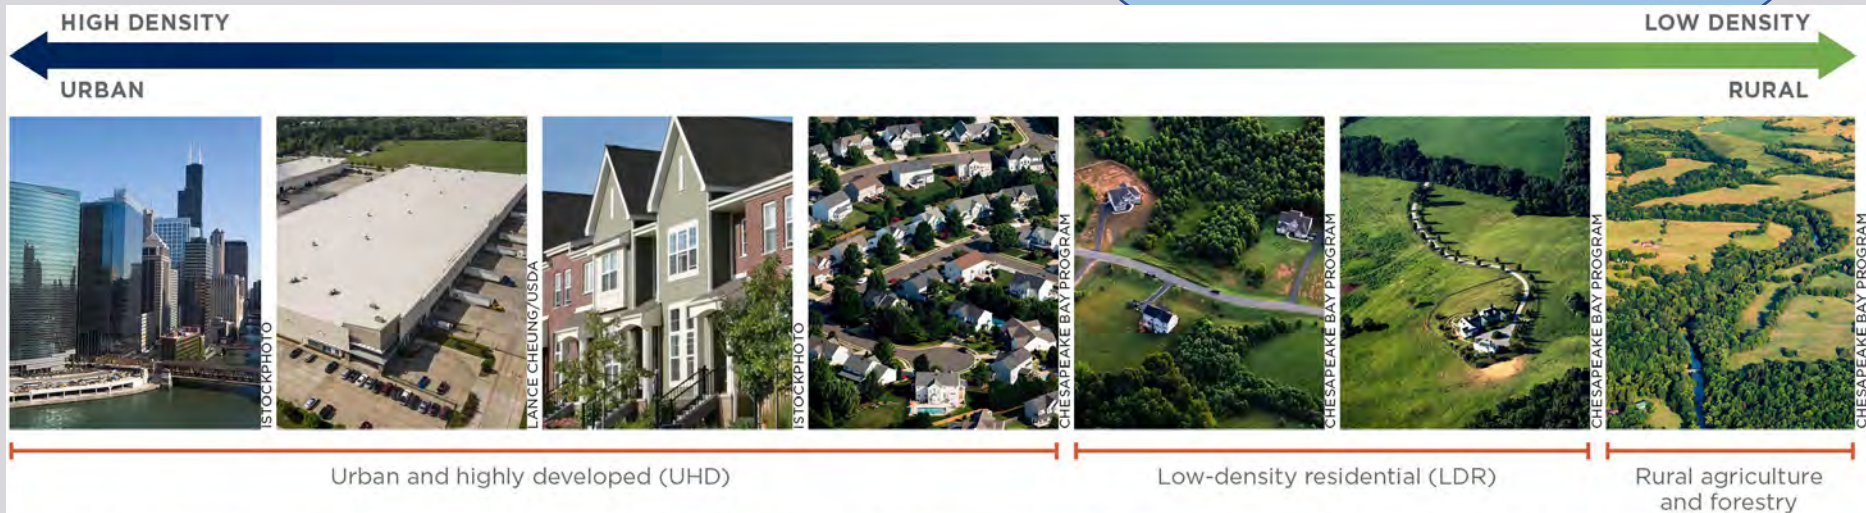 HIGH DENSITY
LOW DENSITY
URBAN
RURAL
ISTOCKPHOTO
LANCE CHEUNG/USDA
ISTOCKPHOTO
CHESAPEAKE BAY PROGRAM
CHESAPEAKE BAY PROGRAM
CHESAPEAKE BAY PROGRAM
CHESAPEAKE BAY PROGRAM
Urban and highly developed (UHD)
Low-density residential (LDR)
Rural agriculture
and forestry